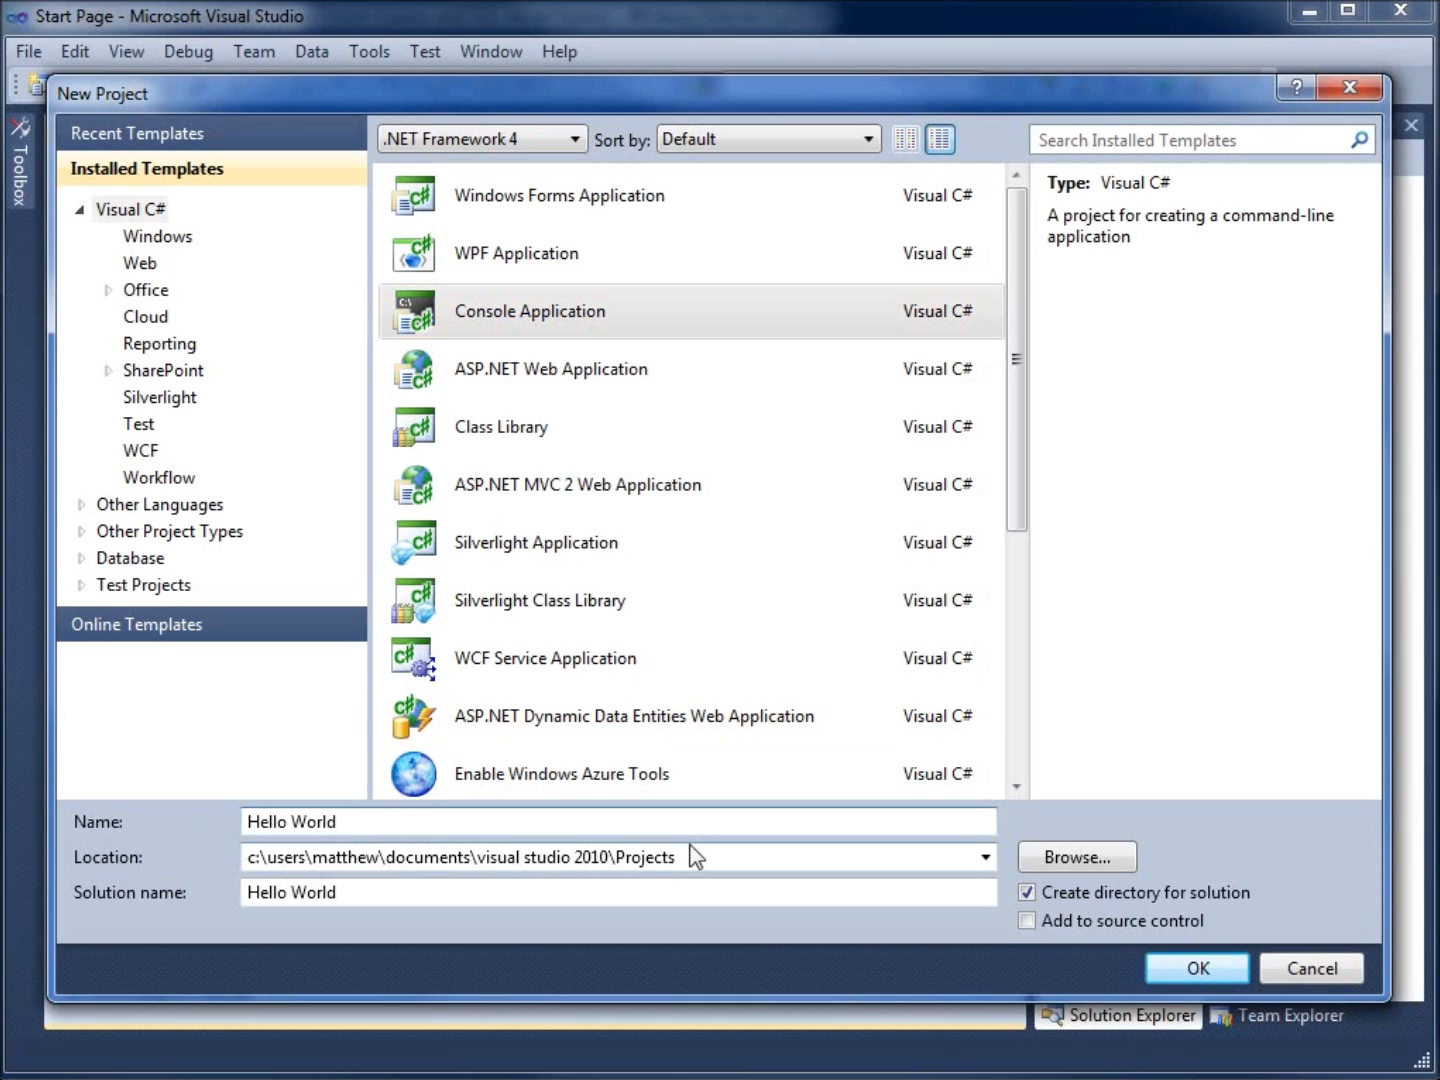 Start Page - Microsoft Visual Studio
File Edit View Debug Team Data Tools Test Window Help
New Project
Toolbox
Recent Templates
Installed Templates
Visual C#
Windows
Web
Office
Cloud
Reporting
SharePoint
Silverlight
Test
WCF
Workflow
Other Languages
Other Project Types
Database
Test Projects
Online Templates
.NET Framework 4 Sort by: Default
Windows Forms Application Visual C#
WPF Application Visual C#
Console Application Visual C#
ASP.NET Web Application Visual C#
Class Library Visual C#
ASP.NET MVC 2 Web Application Visual C#
Silverlight Application Visual C#
Silverlight Class Library Visual C#
WCF Service Application Visual C#
ASP.NET Dynamic Data Entities Web Application Visual C#
Enable Windows Azure Tools Visual C#
Search Installed Templates
Type: Visual C#
A project for creating a command-line
application
Name: Hello World
Location: c:\users\matthew\documents\visual studio 2010\Projects Browse...
Solution name: Hello World
Create directory for solution
Add to source control
OK Cancel
Solution Explorer Team Explorer